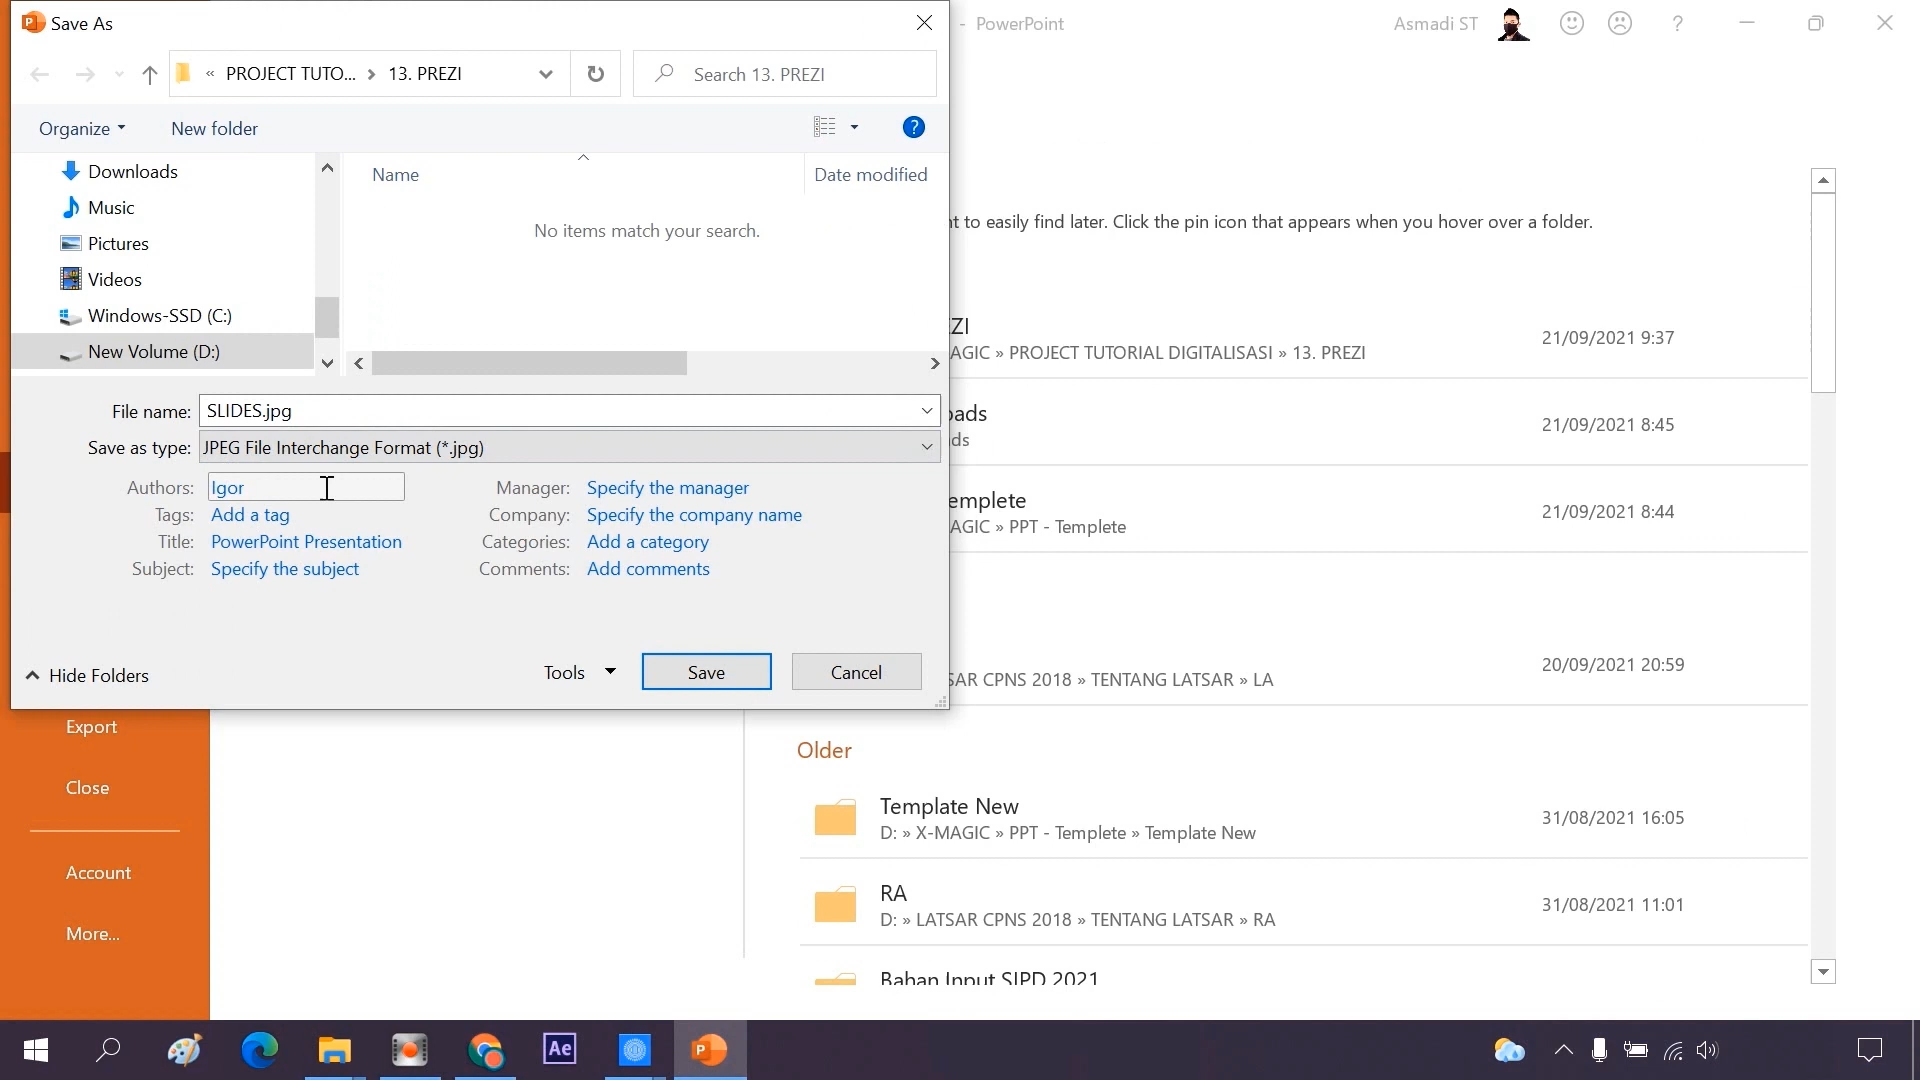 Save As
- PowerPoint
Asmadi ST
?
« PROJECT TUTO... > 13. PREZI
Search 13. PREZI
Organize
New folder
?
Downloads
Music
Pictures
Videos
Windows-SSD (C:)
New Volume (D:)
Name
Date modified
No items match your search.
File name:
SLIDES.jpg
Save as type:
JPEG File Interchange Format (*.jpg)
Authors:
Igor
Manager:
Specify the manager
Tags:
Add a tag
Company:
Specify the company name
Title:
PowerPoint Presentation
Categories:
Add a category
Subject:
Specify the subject
Comments:
Add comments
Hide Folders
Tools
Save
Cancel
to easily find later. Click the pin icon that appears when you hover over a folder.
ZI
21/09/2021 9:37
AGIC » PROJECT TUTORIAL DIGITALISASI » 13. PREZI
oads
21/09/2021 8:45
ds
emplete
21/09/2021 8:44
AGIC » PPT - Templete
20/09/2021 20:59
SAR CPNS 2018 » TENTANG LATSAR » LA
Older
Template New
31/08/2021 16:05
D: » X-MAGIC » PPT - Templete » Template New
RA
31/08/2021 11:01
D: » LATSAR CPNS 2018 » TENTANG LATSAR » RA
Bahan Input SIPD 2021
Export
Close
Account
More...
Ae
P